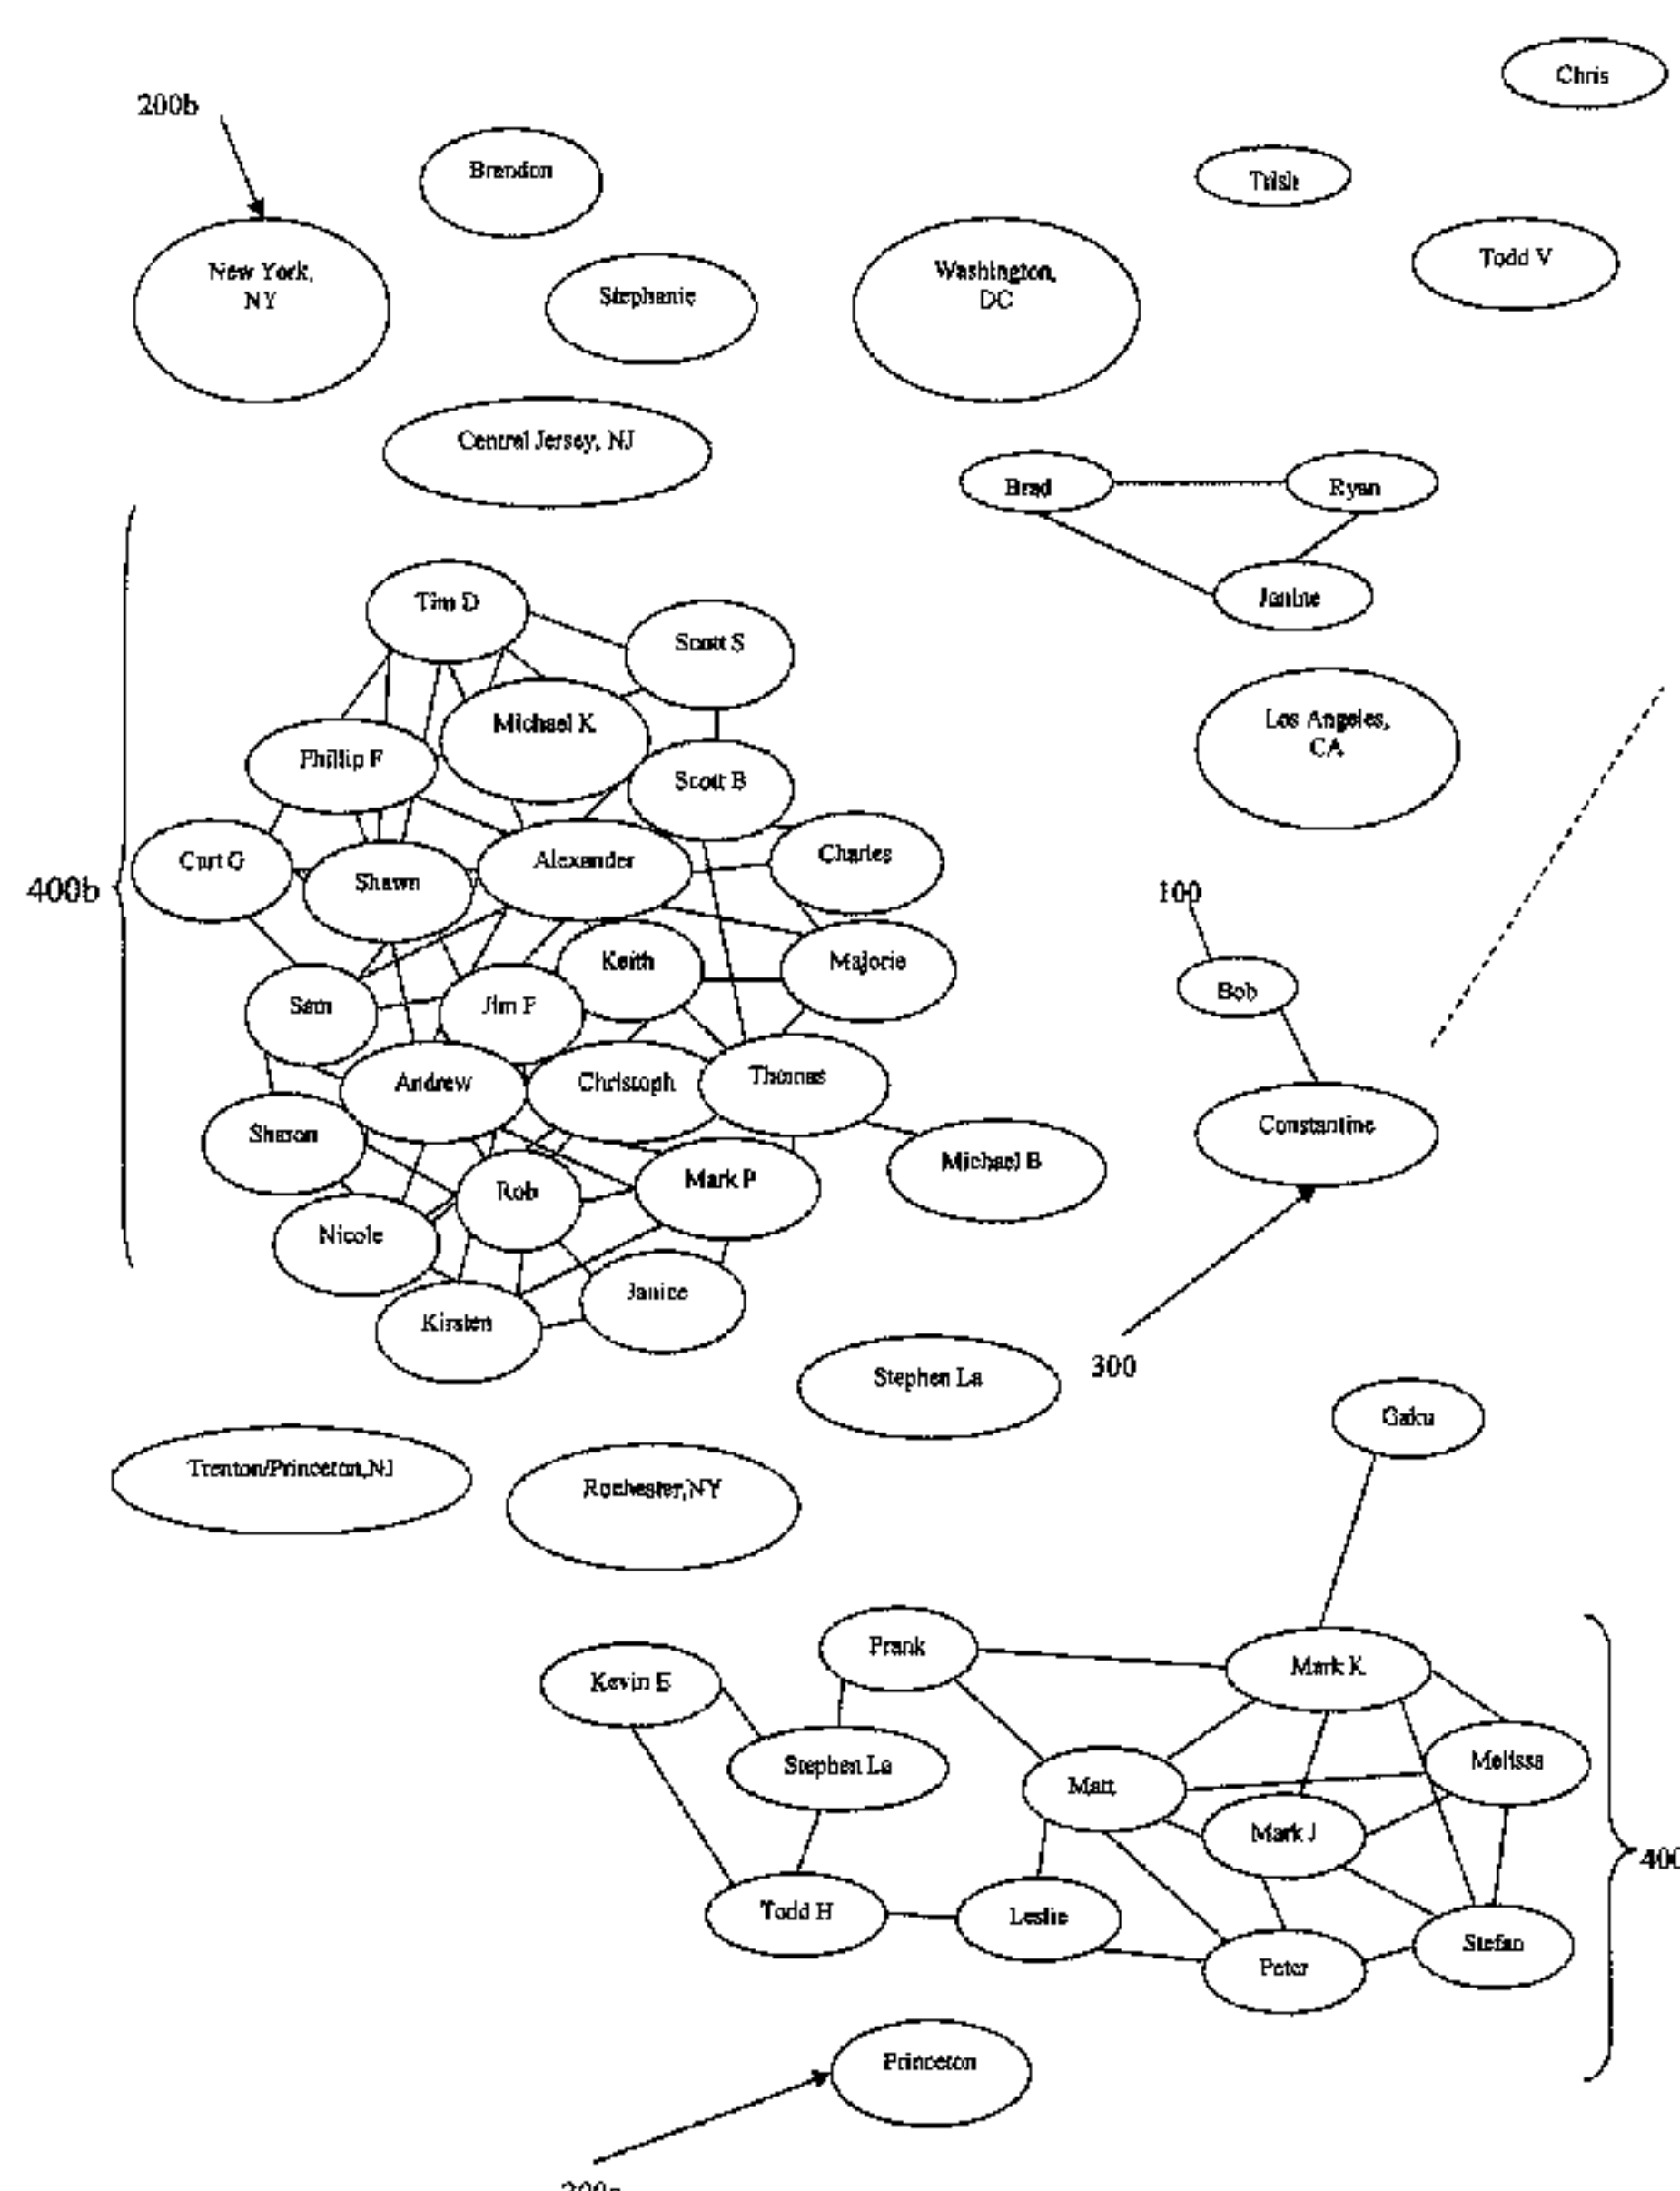 Chris
200b
Brandon
Trish
New York,
NY
Stephanie
Washington,
DC
Todd V
Central Jersey, NJ
Brad
Ryan
Tim D
Janine
Scott S
Michael K
Los Angeles,
CA
Phillip F
Scott B
Curt G
Shawn
Alexander
Charles
400b
100
Keith
Majorie
Sam
Jim F
Bob
Andrew
Christoph
Thomas
Sharon
Constantine
Michael B
Rob
Mark P
Nicole
Janice
Kirsten
300
Stephen La
Gaku
Trenton/Princeton,NJ
Rochester,NY
Frank
Mark K
Kevin E
Stephen La
Matt
Melissa
Mark J
400
Todd H
Leslie
Peter
Stefan
Princeton